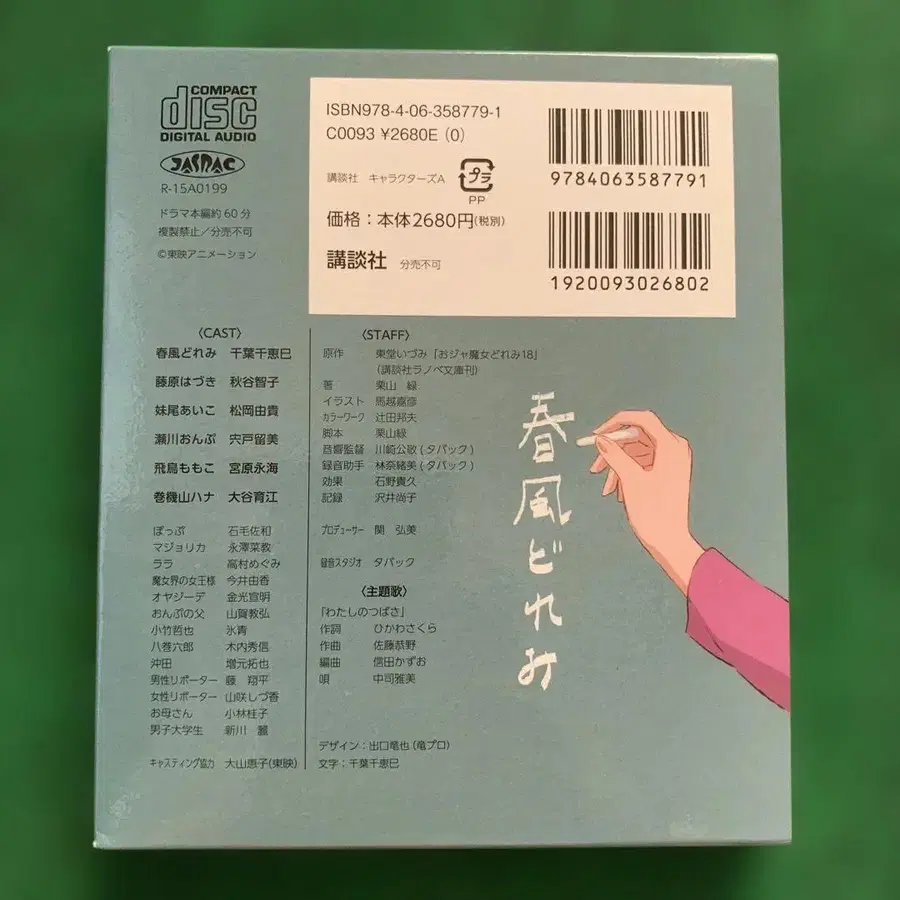 COMPACT
disc
DIGITAL AUDIO
JASRAC
R-15A0199
ドラマ本編約60分
複製禁止/分売不可
©東映アニメーション
ISBN978-4-06-358779-1
C0093 ¥2680E (0)
講談社 キャラクターズA
プラ
PP
価格:本体2680円(税別)
講談社 分売不可
9784063587791
1920093026802
〈CAST〉
春風どれみ 千葉千恵巳
藤原はづき 秋谷智子
妹尾あいこ 松岡由貴
瀬川おんぷ 宍戸留美
飛鳥ももこ 宮原永海
巻機山ハナ 大谷育江
ぽっぷ 石毛佐和
マジョリカ 永澤菜教
ララ 高村めぐみ
魔女界の女王様 今井由香
オヤジーデ 金光宣明
おんぷの父 山賀教弘
小竹哲也 氷青
八巻六郎 木内秀信
沖田 増元拓也
男性リポーター 藤 翔平
女性リポーター 山咲しづ香
お母さん 小林桂子
男子大学生 新川 麗
キャスティング協力 大山恵子(東映)
〈STAFF〉
原作 東堂いづみ「おジャ魔女どれみ18」
(講談社ラノベ文庫刊)
著 栗山 緑
イラスト 馬越嘉彦
カラーワーク 辻田邦夫
脚本 栗山緑
音響監督 川崎公敬(タバック)
録音助手 林奈緒美(タバック)
効果 石野貴久
記録 沢井尚子
プロデューサー 関 弘美
録音スタジオ タバック
〈主題歌〉
「わたしのつばさ」
作詞 ひかわさくら
作曲 佐藤恭野
編曲 信田かずお
唄 中司雅美
デザイン:出口竜也(竜プロ)
文字:千葉千恵巳
春風どれみ